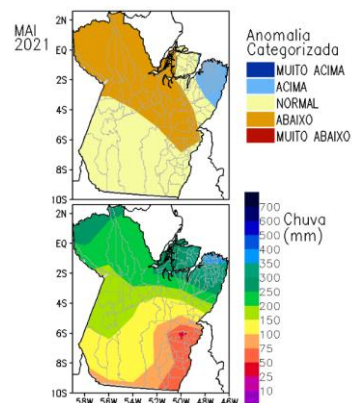 MAI
2021
2N
EQ
2S
4S
6S
8S
10S
Anomalia
Categorizada
MUITO ACIMA
ACIMA
NORMAL
ABAIXO
MUITO ABAIXO
2N
EQ
2S
4S
6S
8S
10S
58W 56W 54W 52W 50W 48W 46W
Chuva
(mm)
700
500
400
350
300
250
200
150
100
75
50
25
10